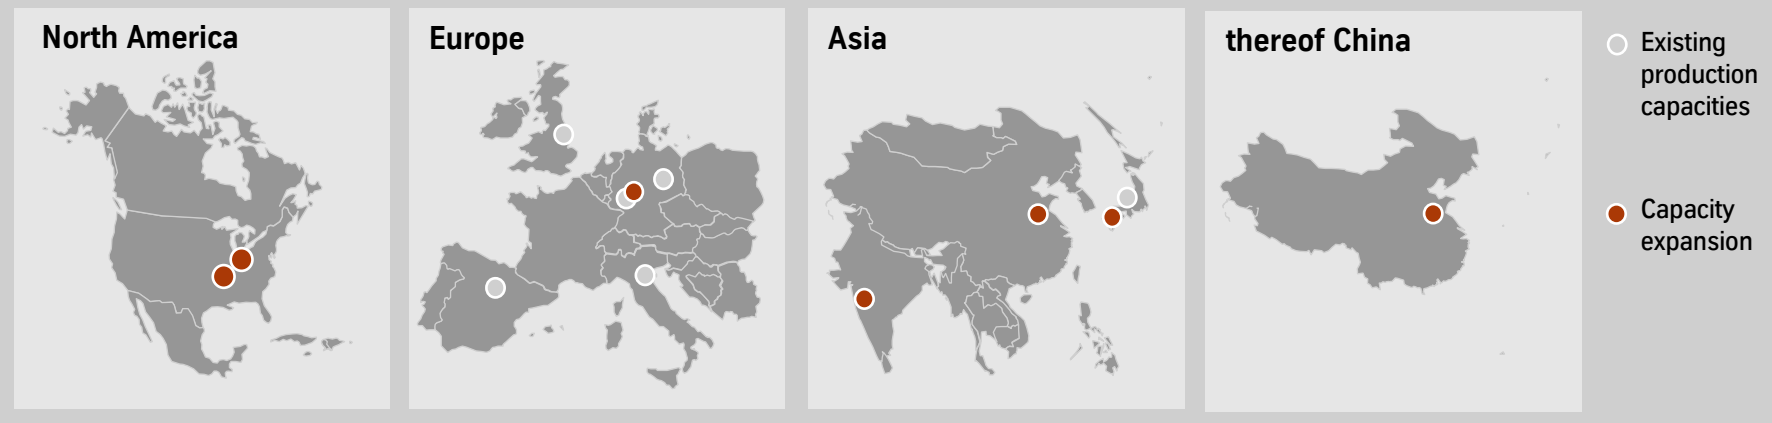 North America
Europe
Asia
thereof China
Existing
production
capacities
Capacity
expansion